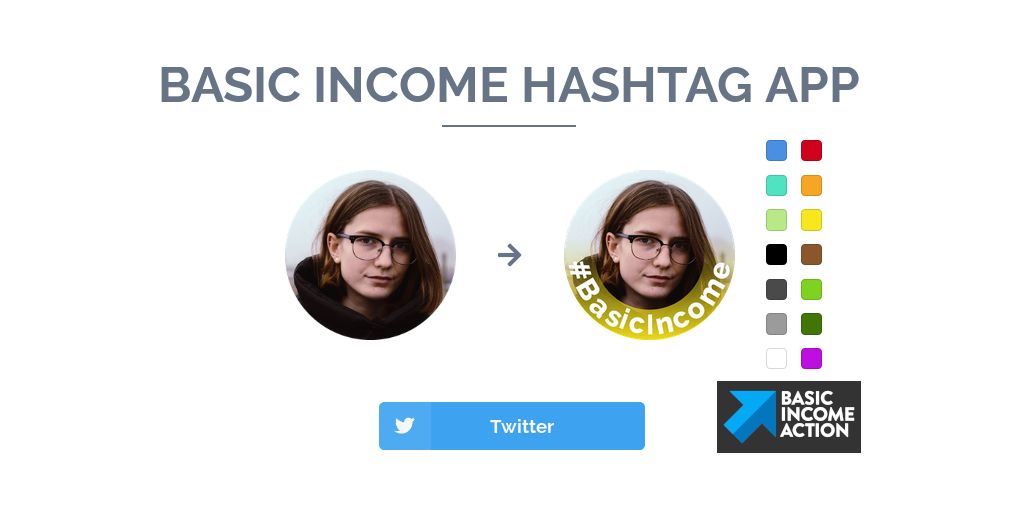 BASIC INCOME HASHTAG APP
#BasicIncome
Twitter
BASIC
INCOME
ACTION